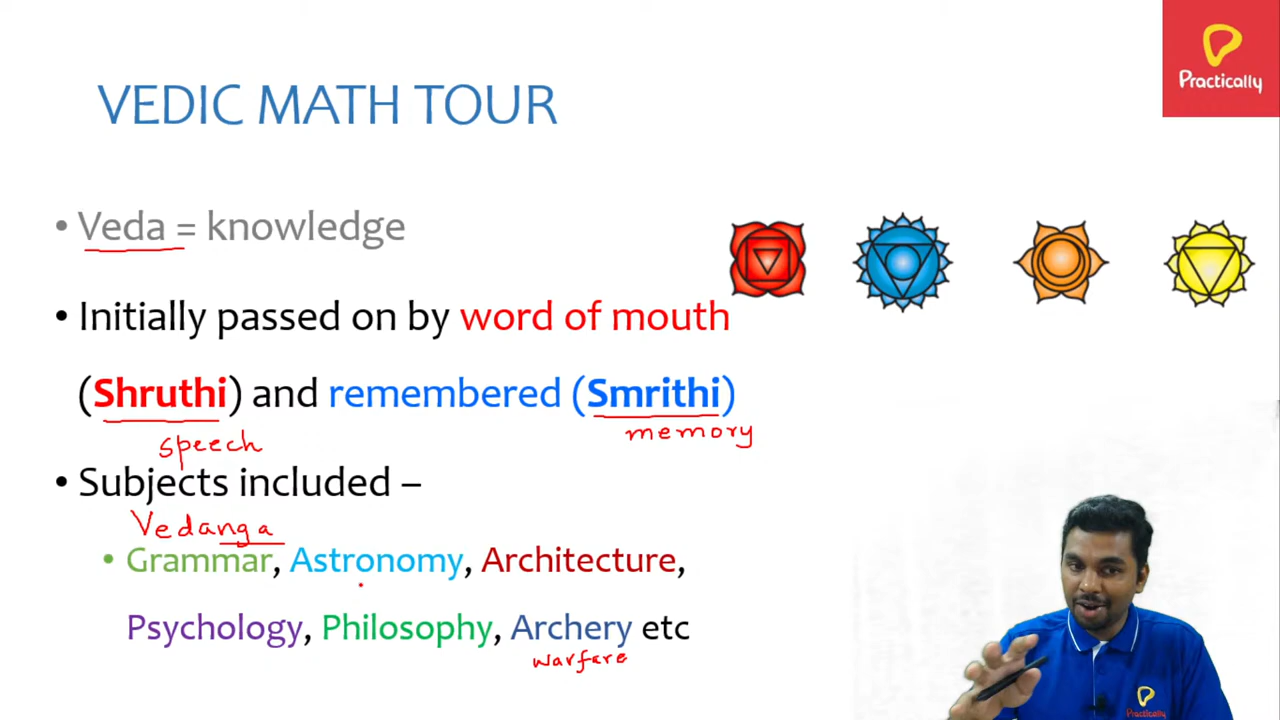 Practically
VEDIC MATH TOUR
• Veda = knowledge
• Initially passed on by word of mouth
(Shruthi) and remembered (Smrithi)
speech memory
• Subjects included –
Vedanga
• Grammar, Astronomy, Architecture,
Psychology, Philosophy, Archery etc
warfare
Practically